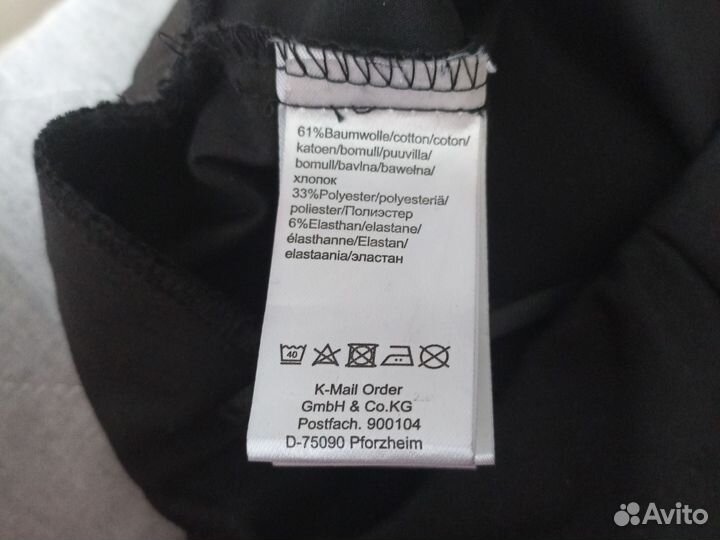 61%Baumwolle/cotton/coton/
katoen/bomull/puuvilla/
bomull/bavlna/bawełna/
хлопок
33%Polyester/polyesteriä/
poliester/Полиэстер
6%Elasthan/elastane/
élasthanne/Elastan/
elastaania/эластан
40
K-Mail Order
GmbH & Co.KG
Postfach. 900104
D-75090 Pforzheim
Avito